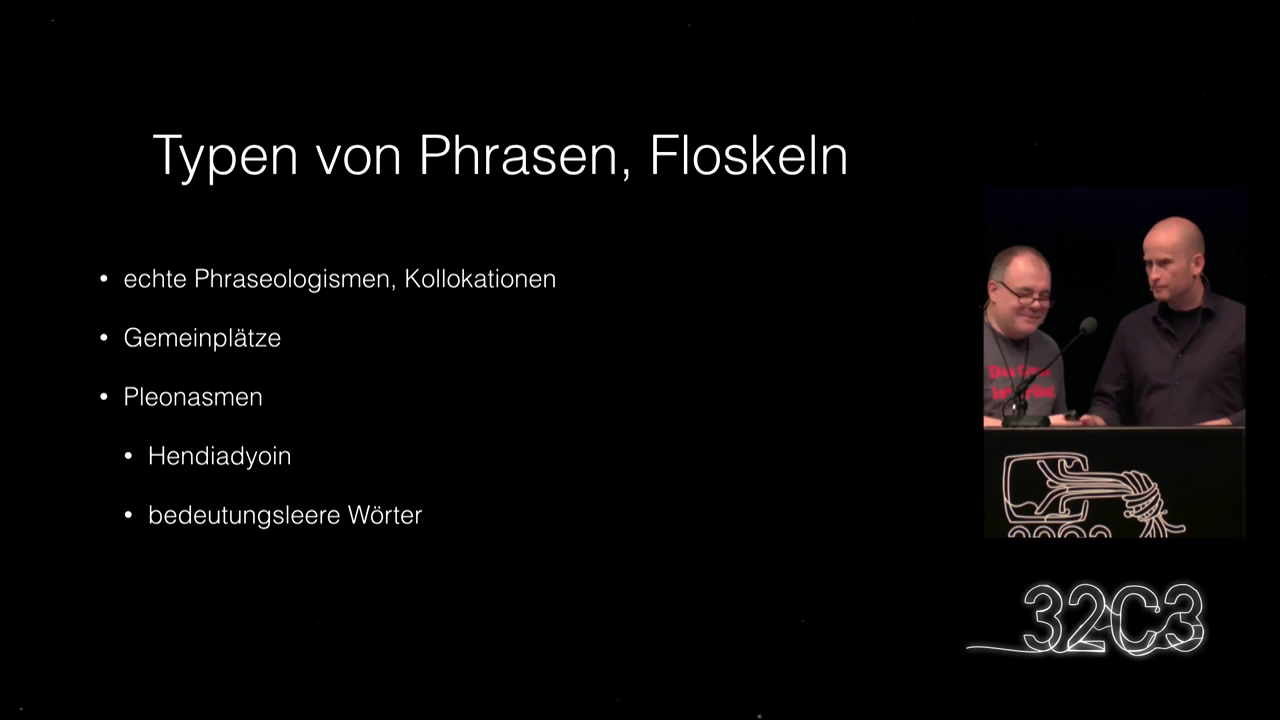 Typen von Phrasen, Floskeln
• echte Phraseologismen, Kollokationen
• Gemeinplätze
• Pleonasmen
• Hendiadyoin
• bedeutungsleere Wörter
32C3